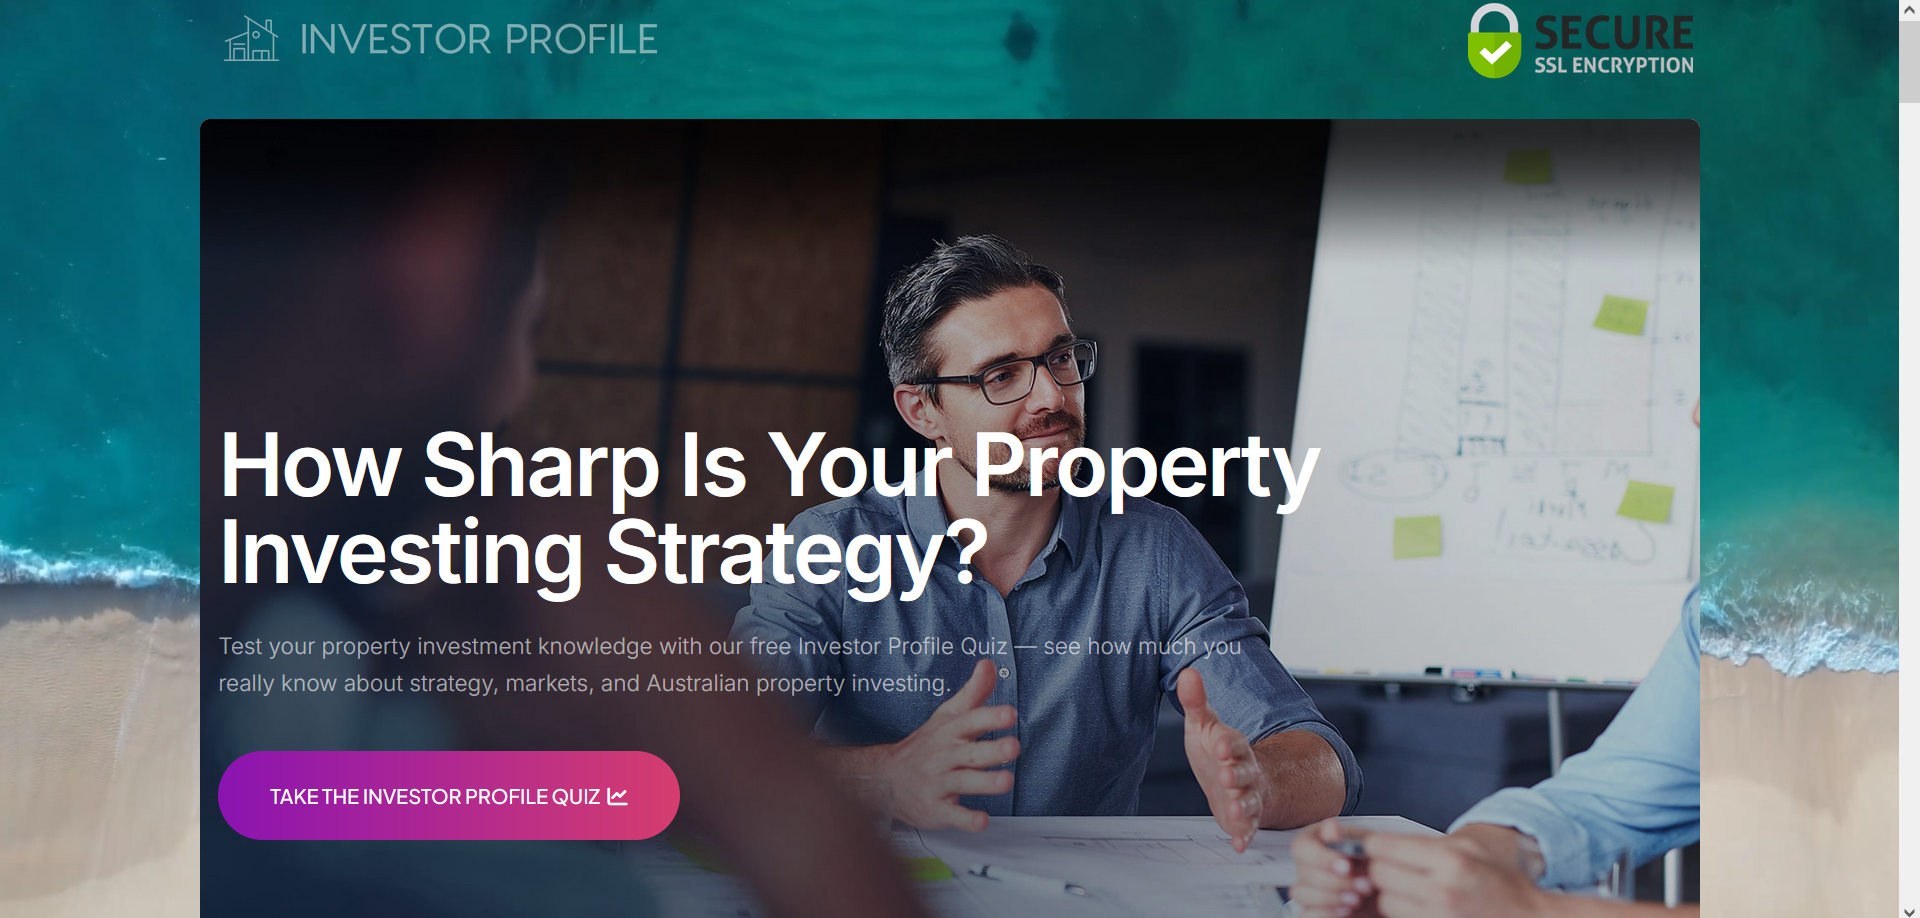 INVESTOR PROFILE
SECURE
SSL ENCRYPTION
How Sharp Is Your Property
Investing Strategy?
Test your property investment knowledge with our free Investor Profile Quiz — see how much you
really know about strategy, markets, and Australian property investing.
TAKE THE INVESTOR PROFILE QUIZ